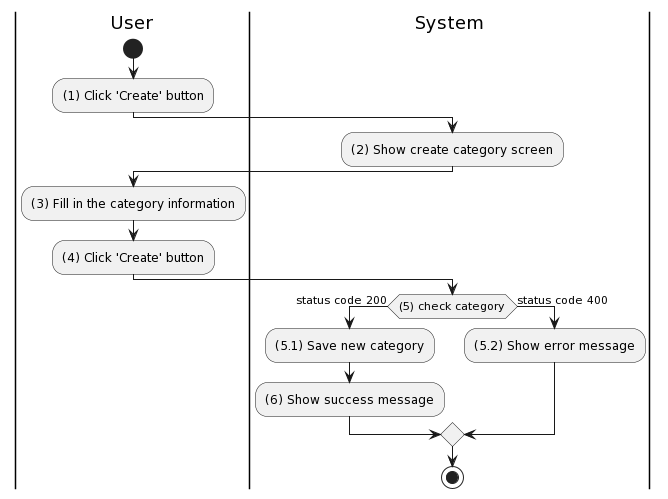 User
System
(1) Click 'Create' button
(2) Show create category screen
(3) Fill in the category information
(4) Click 'Create' button
status code 200
(5) check category
status code 400
(5.1) Save new category
(5.2) Show error message
(6) Show success message